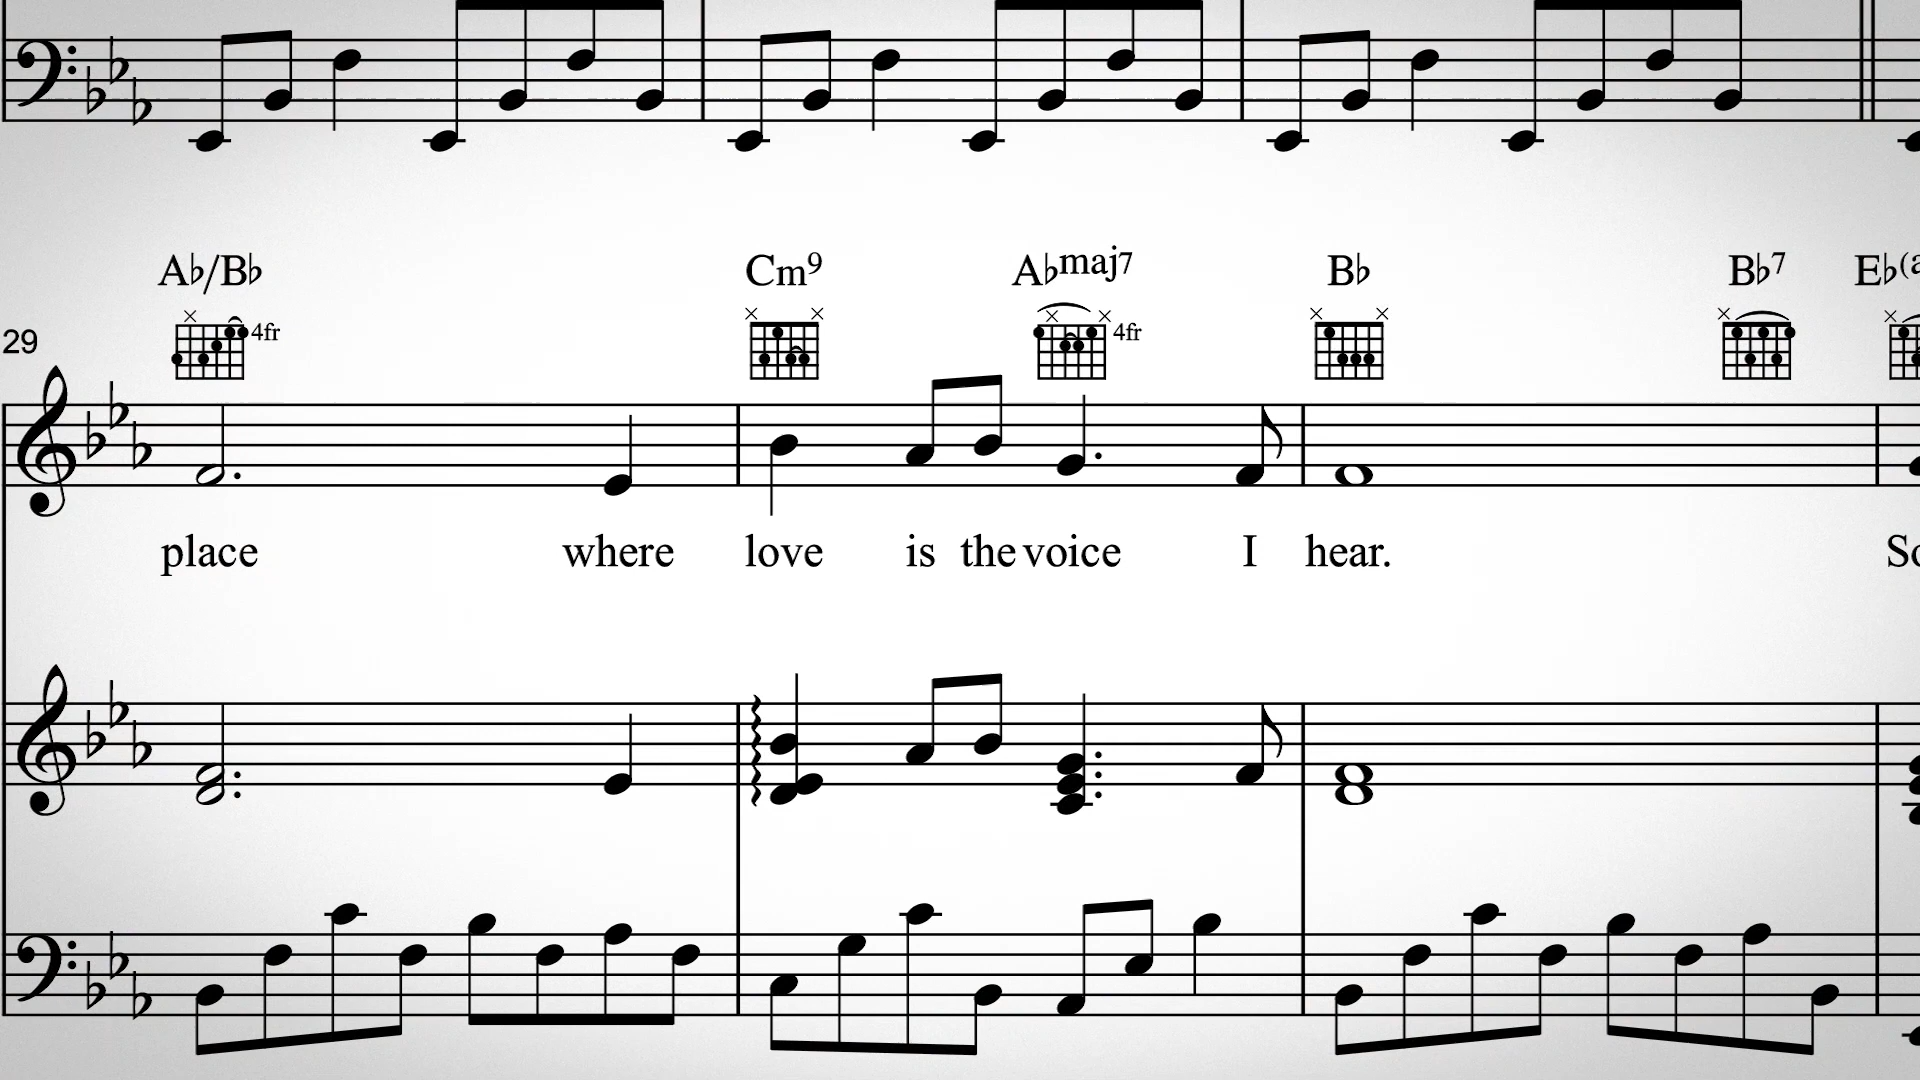 A♭/B♭ Cm9 A♭maj7 B♭ B♭7 E♭(
4fr 4fr
29
place where love is the voice I hear.